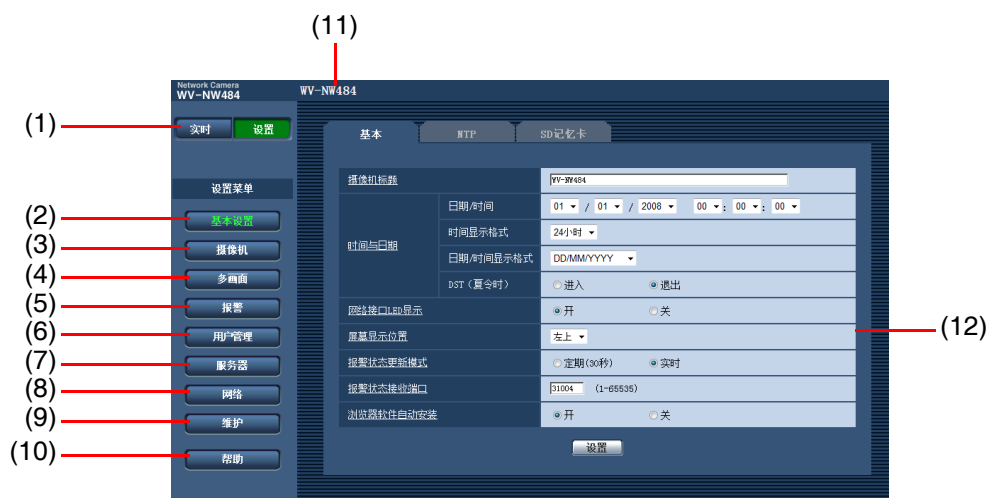 (11)
Network Camera
WV-NW484
WV-NW484
(1)
实时 设置
基本 NTP SD记忆卡
设置菜单
摄像机标题 WV-NW484
(2) 基本设置
(3) 摄像机
(4) 多画面
(5) 报警
(6) 用户管理
(7) 服务器
(8) 网络
(9) 维护
(10) 帮助
时间与日期
日期/时间 01 / 01 / 2008 00 : 00 : 00
时间显示格式 24小时
日期/时间显示格式 DD/MM/YYYY
DST（夏令时） 进入 退出
网络接口LED显示 开 关
屏幕显示位置 左上
(12)
报警状态更新模式 定期(30秒) 实时
报警状态接收端口 31004 (1-65535)
浏览器软件自动安装 开 关
设置